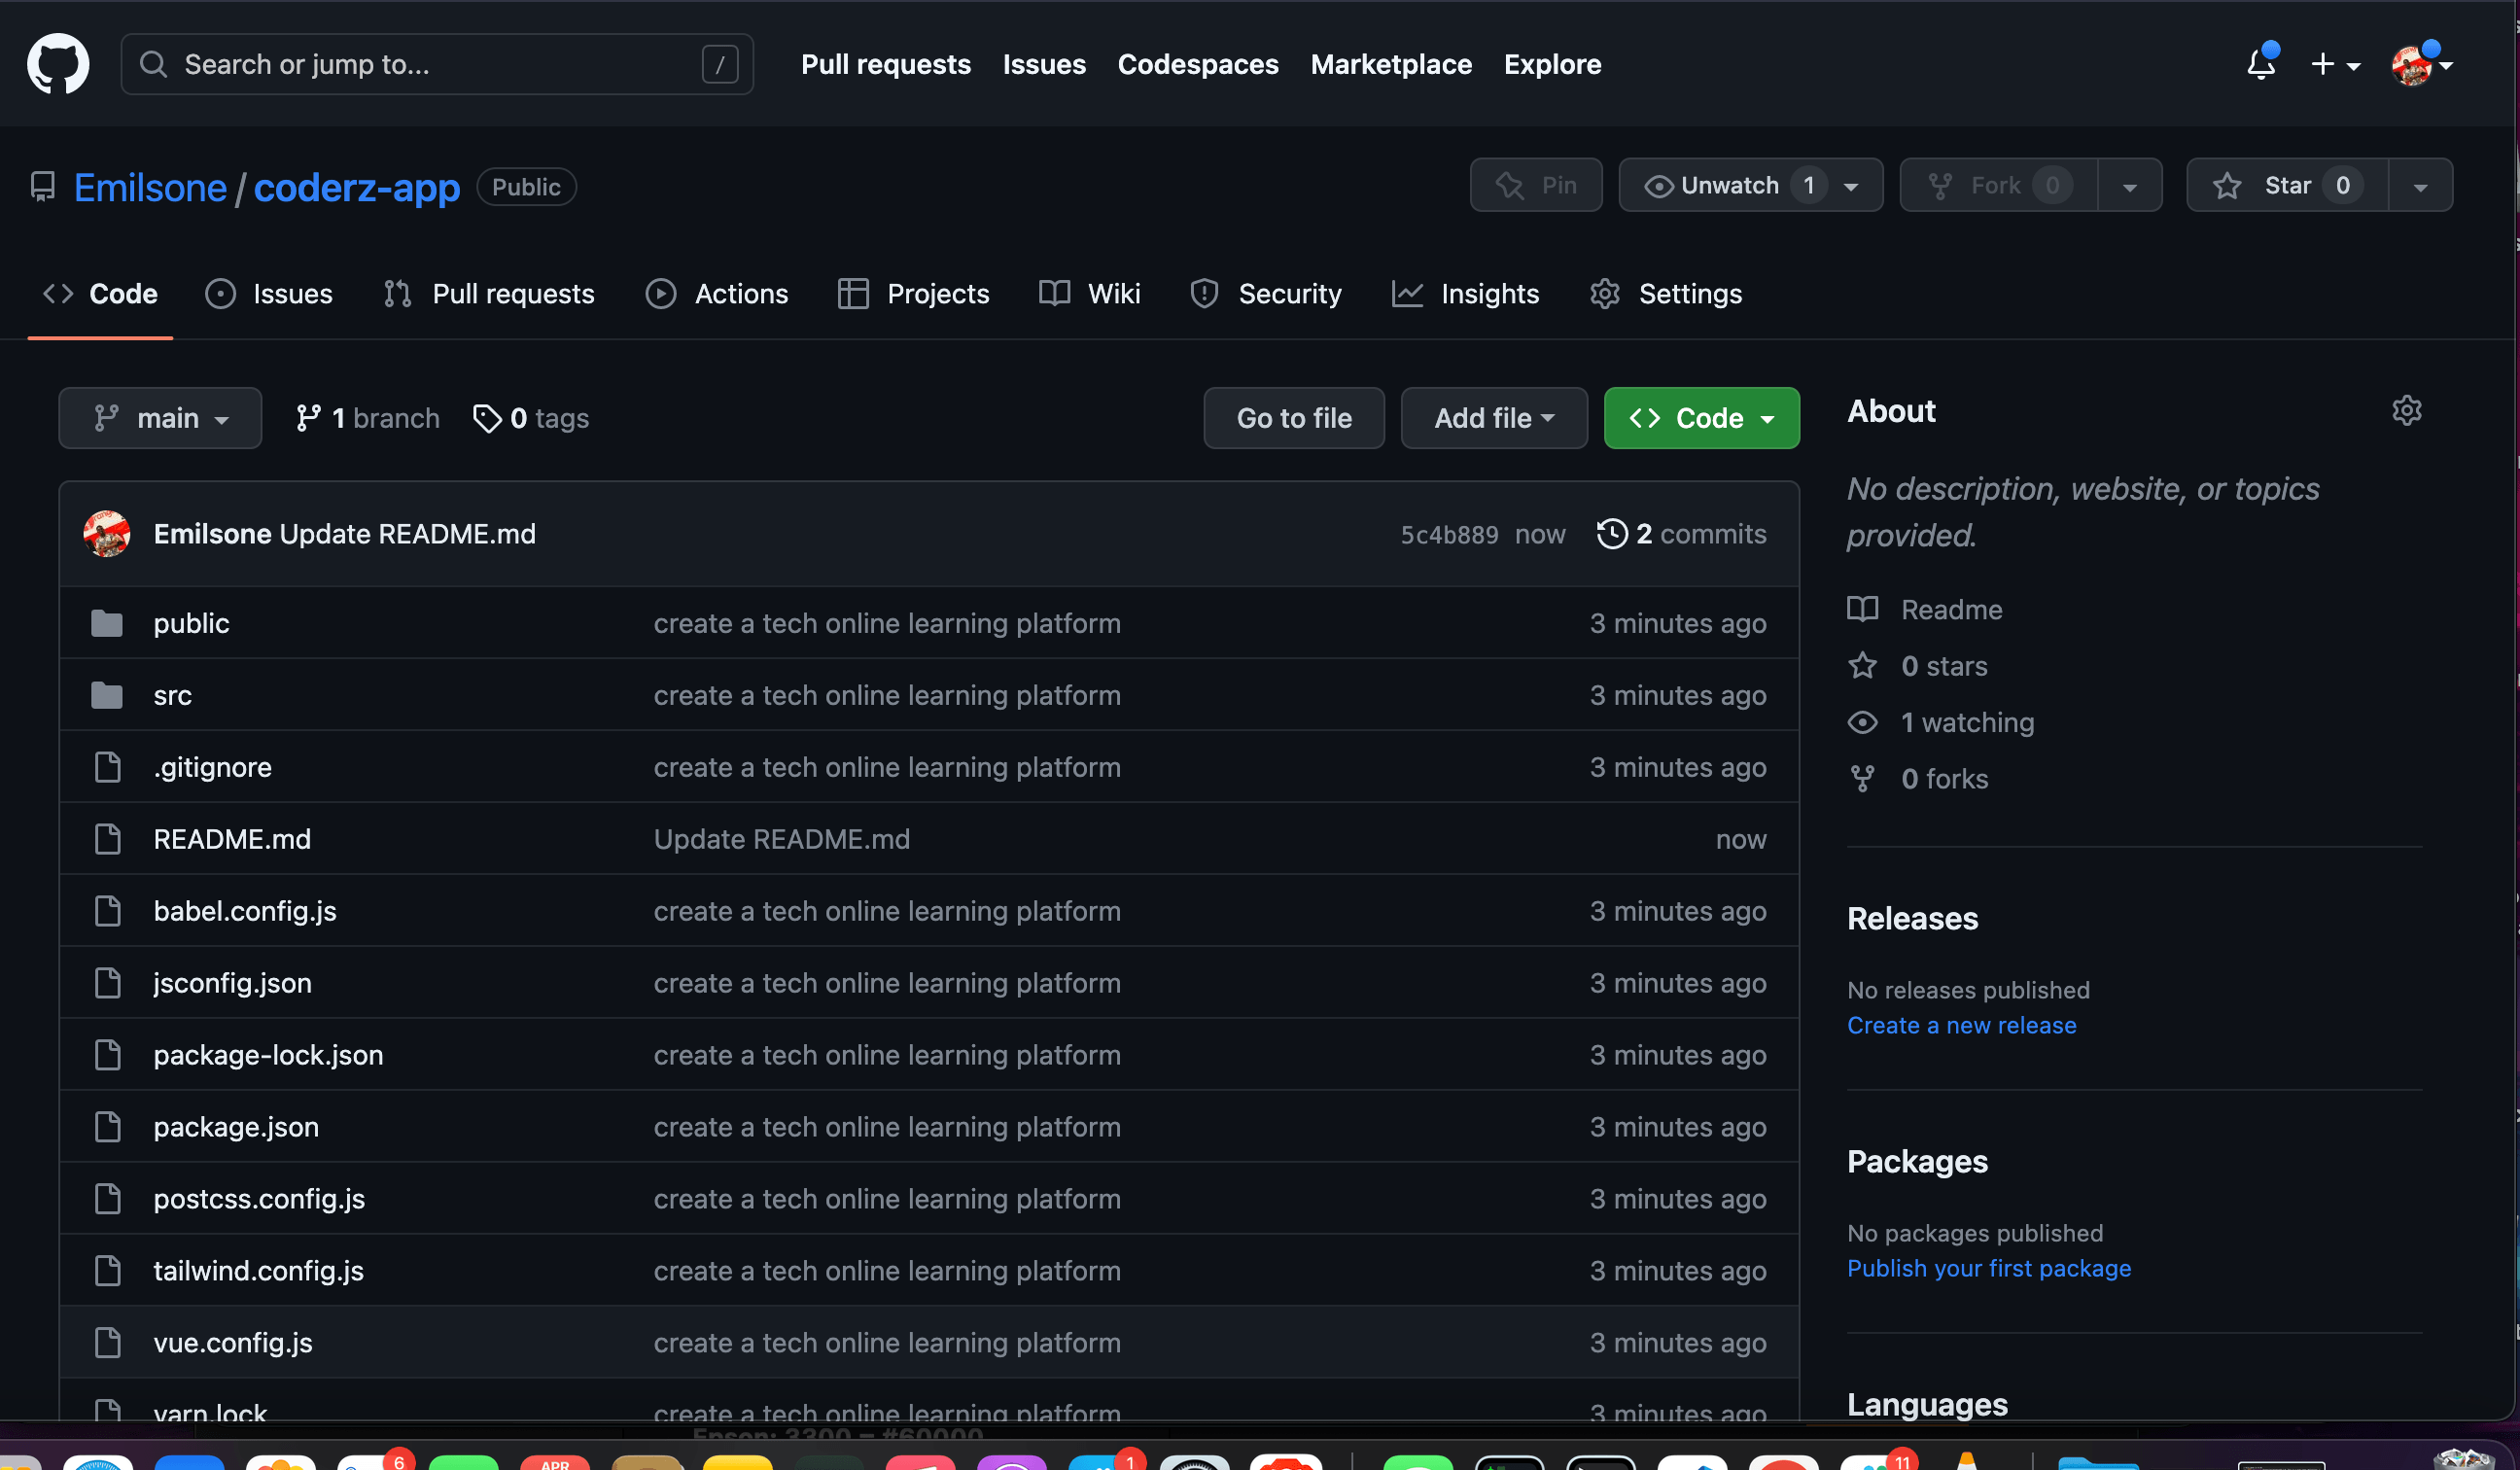 Search or jump to... /
Pull requests Issues Codespaces Marketplace Explore
Emilsone / coderz-app Public
Pin Unwatch 1 Fork 0 Star 0
Code Issues Pull requests Actions Projects Wiki Security Insights Settings
main 1 branch 0 tags Go to file Add file Code
Emilsone Update README.md 5c4b889 now 2 commits
public create a tech online learning platform 3 minutes ago
src create a tech online learning platform 3 minutes ago
.gitignore create a tech online learning platform 3 minutes ago
README.md Update README.md now
babel.config.js create a tech online learning platform 3 minutes ago
jsconfig.json create a tech online learning platform 3 minutes ago
package-lock.json create a tech online learning platform 3 minutes ago
package.json create a tech online learning platform 3 minutes ago
postcss.config.js create a tech online learning platform 3 minutes ago
tailwind.config.js create a tech online learning platform 3 minutes ago
vue.config.js create a tech online learning platform 3 minutes ago
yarn.lock create a tech online learning platform 3 minutes ago
About
No description, website, or topics
provided.
Readme
0 stars
1 watching
0 forks
Releases
No releases published
Create a new release
Packages
No packages published
Publish your first package
Languages
Epson: 3300 – #60000
6 APR 1 11